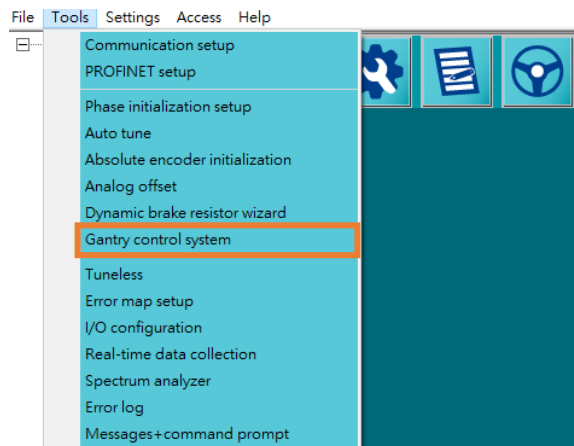 File Tools Settings Access Help
Communication setup
PROFINET setup
Phase initialization setup
Auto tune
Absolute encoder initialization
Analog offset
Dynamic brake resistor wizard
Gantry control system
Tuneless
Error map setup
I/O configuration
Real-time data collection
Spectrum analyzer
Error log
Messages+command prompt